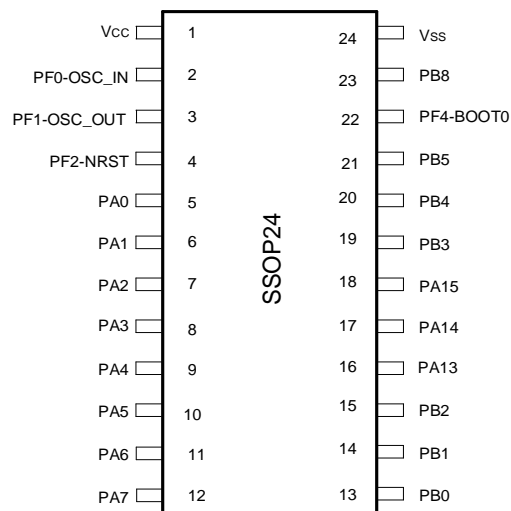 Vcc 1 24 Vss
PF0-OSC_IN 2 23 PB8
PF1-OSC_OUT 3 22 PF4-BOOT0
PF2-NRST 4 21 PB5
PA0 5 20 PB4
PA1 6 19 PB3
PA2 7 18 PA15
PA3 8 17 PA14
PA4 9 16 PA13
PA5 10 15 PB2
PA6 11 14 PB1
PA7 12 13 PB0
SSOP24